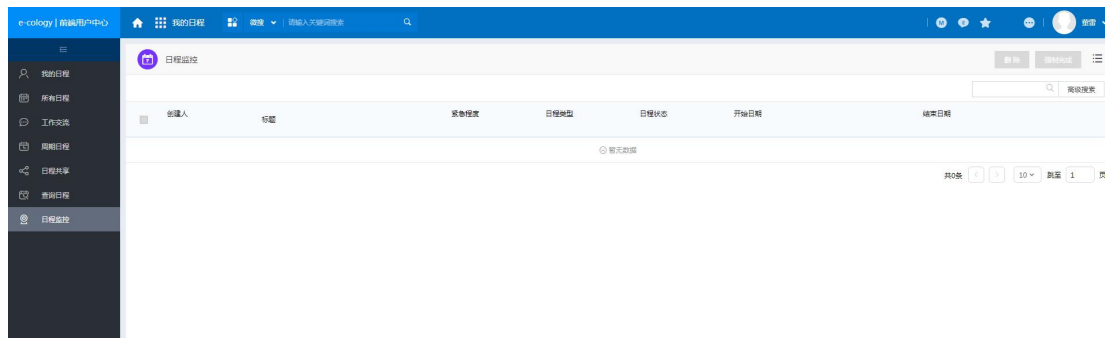 e-cology | 前端用户中心 我的日程 微搜 请输入关键词搜索
我的日程
所有日程
工作交流
周期日程
日程共享
查询日程
日程监控
日程监控 删除 强制完成
高级搜索
创建人 标题 紧急程度 日程类型 日程状态 开始日期 结束日期
暂无数据
共0条 10 跳至 1 页